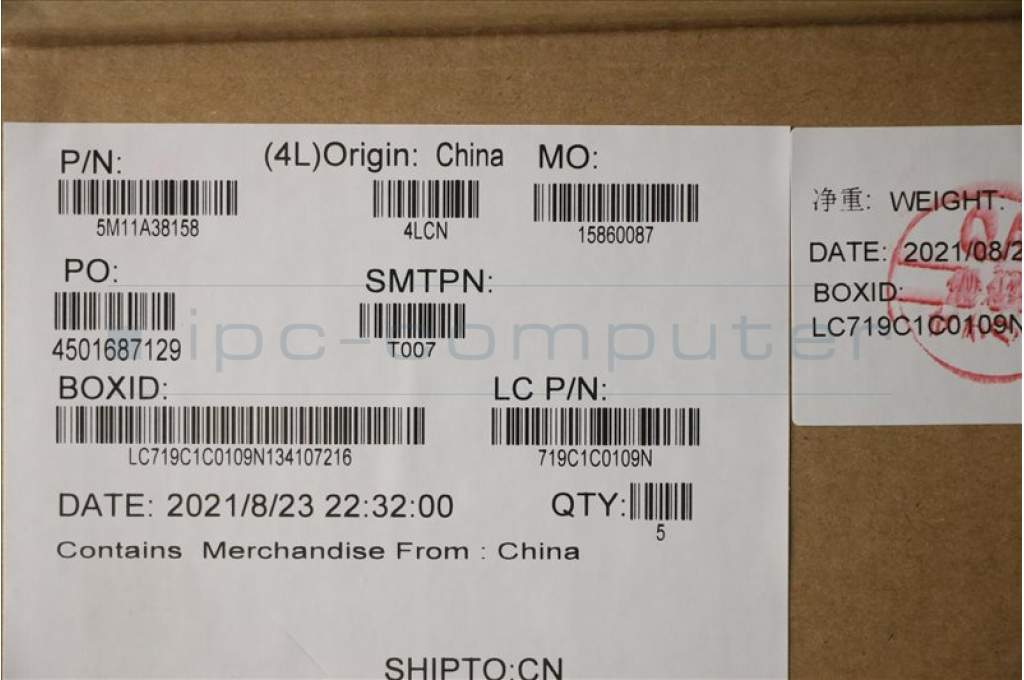 P/N: (4L)Origin: China MO:
5M11A38158 4LCN 15860087
PO: SMTPN:
4501687129 T007
BOXID: LC P/N:
LC719C1C0109N134107216 719C1C0109N
DATE: 2021/8/23 22:32:00 QTY:
5
Contains Merchandise From : China
SHIPTO:CN
净重: WEIGHT:
DATE: 2021/08/2
BOXID:
LC719C1C0109N
QA
ipc-computer